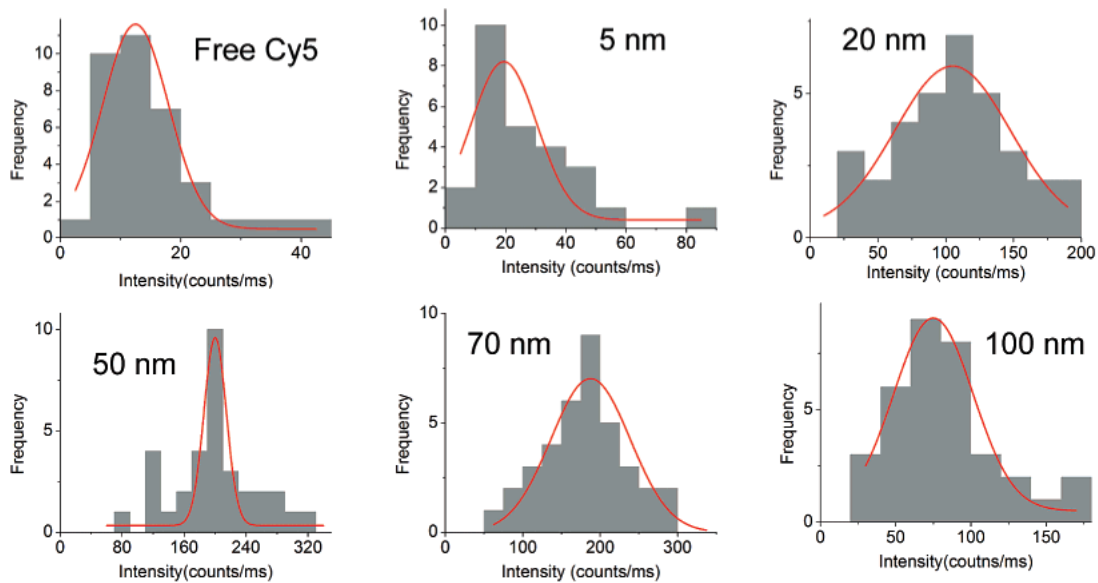 Free Cy5
Frequency
10
8
6
4
2
0
0
20
40
Intensity(counts/ms)
5 nm
Frequency
10
8
6
4
2
0
0
20
40
60
80
Intensity (counts/ms)
20 nm
Frequency
5
0
0
50
100
150
200
Intensity (counts/ms)
50 nm
Frequency
10
5
0
0
80
160
240
320
Intensity (counts/ms)
70 nm
Frequency
10
5
0
0
100
200
300
Intensity(counts/ms)
100 nm
Frequency
5
0
0
50
100
150
Intensity(coutns/ms)